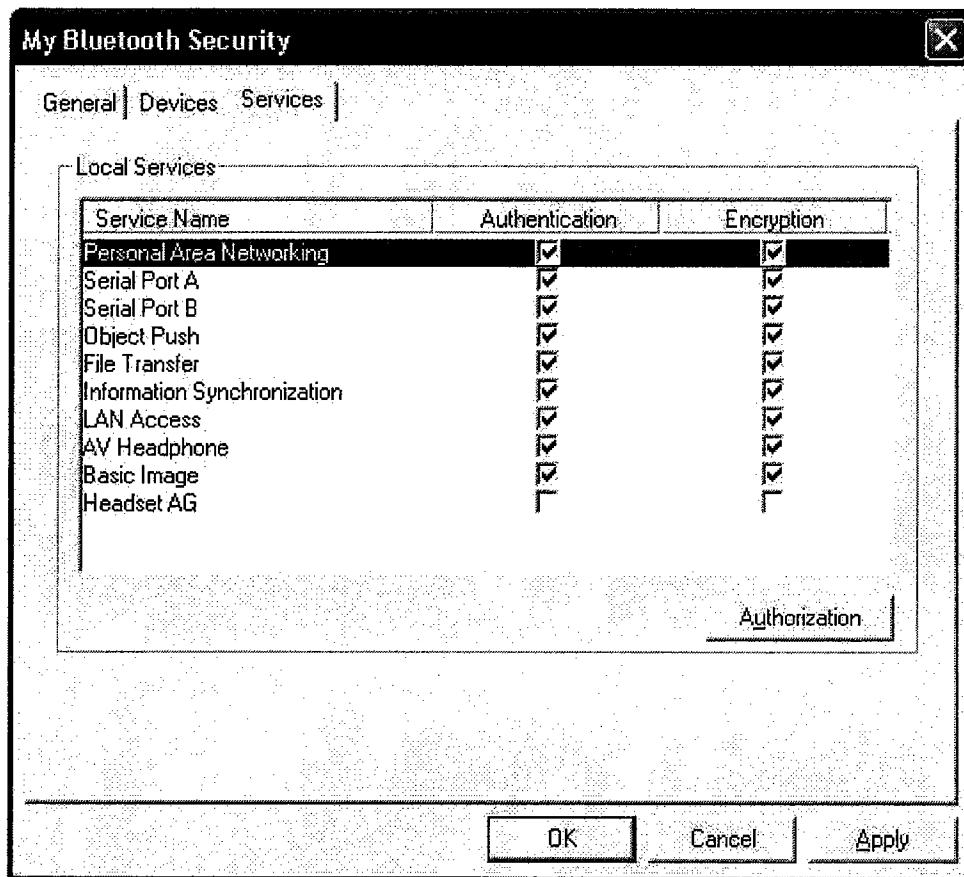 My Bluetooth Security
General Devices Services
Local Services
Service Name Authentication Encryption
Personal Area Networking
Serial Port A
Serial Port B
Object Push
File Transfer
Information Synchronization
LAN Access
AV Headphone
Basic Image
Headset AG
Authorization
OK Cancel Apply